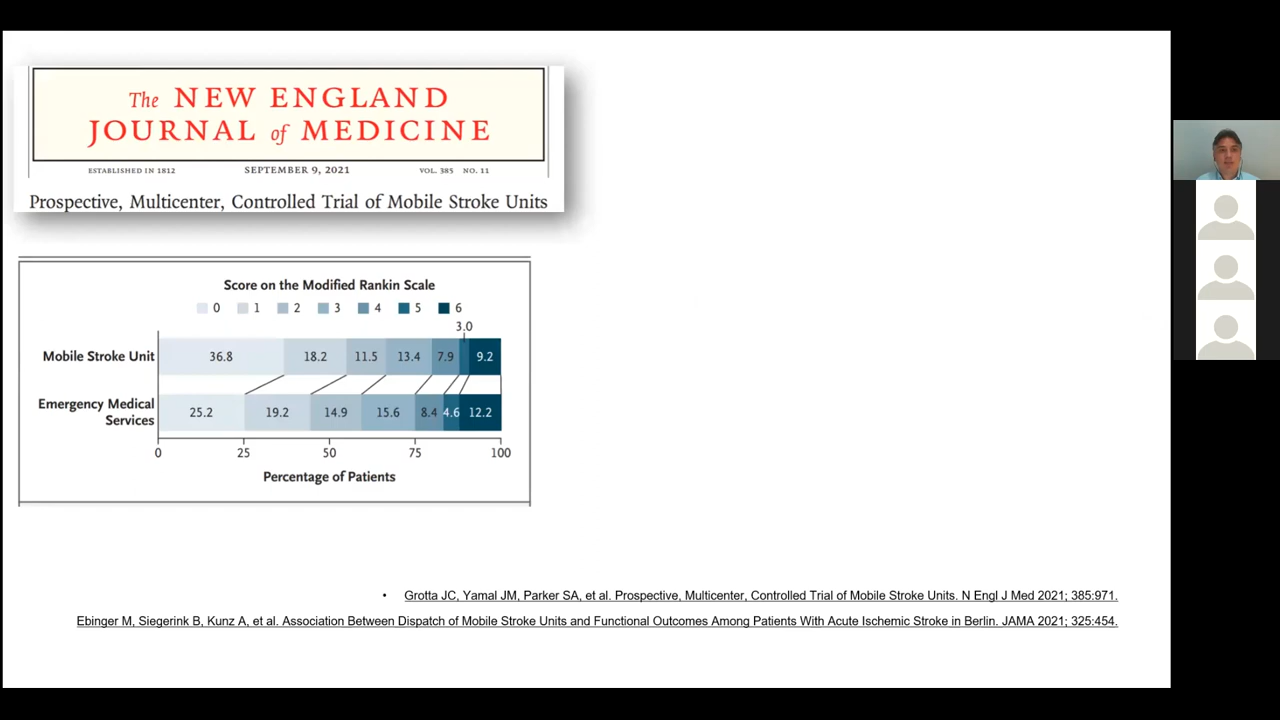 The NEW ENGLAND
JOURNAL of MEDICINE
ESTABLISHED IN 1812 SEPTEMBER 9, 2021 VOL. 385 NO. 11
Prospective, Multicenter, Controlled Trial of Mobile Stroke Units
Score on the Modified Rankin Scale
0 1 2 3 4 5 6
3.0
Mobile Stroke Unit 36.8 18.2 11.5 13.4 7.9 9.2
Emergency Medical
Services 25.2 19.2 14.9 15.6 8.4 4.6 12.2
0 25 50 75 100
Percentage of Patients
• Grotta JC, Yamal JM, Parker SA, et al. Prospective, Multicenter, Controlled Trial of Mobile Stroke Units. N Engl J Med 2021; 385:971.
Ebinger M, Siegerink B, Kunz A, et al. Association Between Dispatch of Mobile Stroke Units and Functional Outcomes Among Patients With Acute Ischemic Stroke in Berlin. JAMA 2021; 325:454.